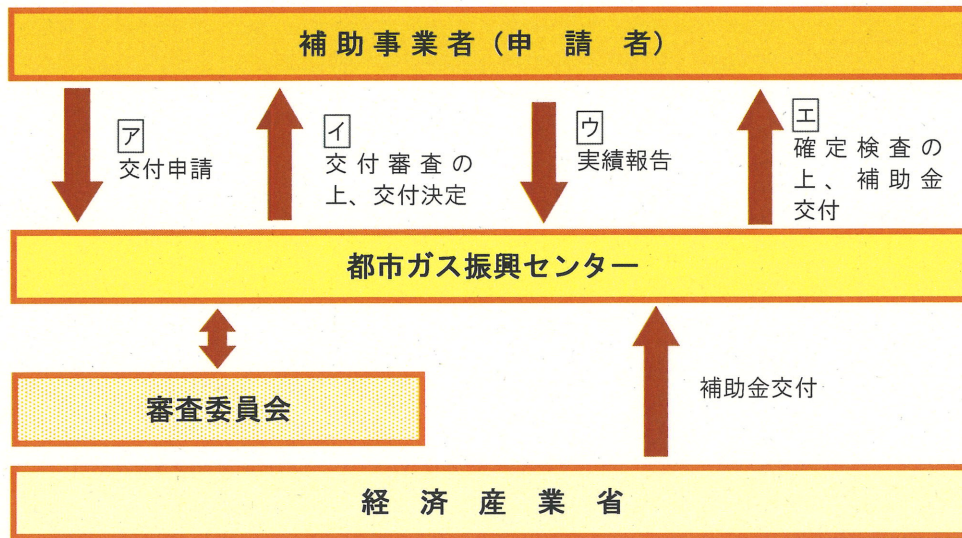 補助事業者（申請者）
ア
交付申請
イ
交付審査の
上、交付決定
ウ
実績報告
エ
確定検査の
上、補助金
交付
都市ガス振興センター
審査委員会
補助金交付
経済産業省